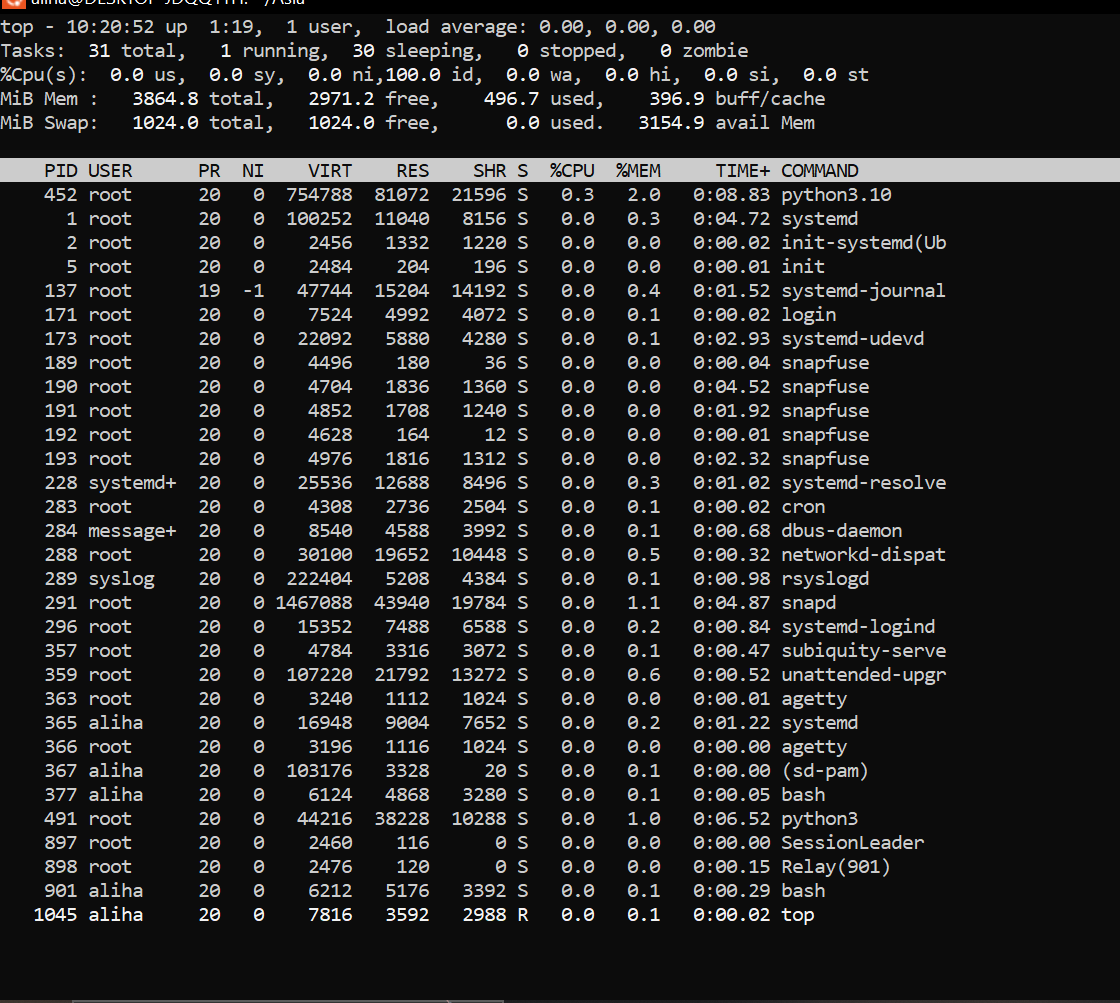 top - 10:20:52 up  1:19,  1 user,  load average: 0.00, 0.00, 0.00
Tasks:  31 total,   1 running,  30 sleeping,   0 stopped,   0 zombie
%Cpu(s):  0.0 us,  0.0 sy,  0.0 ni,100.0 id,  0.0 wa,  0.0 hi,  0.0 si,  0.0 st
MiB Mem :   3864.8 total,   2971.2 free,    496.7 used,    396.9 buff/cache
MiB Swap:   1024.0 total,   1024.0 free,      0.0 used.   3154.9 avail Mem
PID USER      PR  NI    VIRT    RES    SHR S  %CPU  %MEM     TIME+ COMMAND
452 root      20   0  754788  81072  21596 S   0.3   2.0   0:08.83 python3.10
1 root      20   0  100252  11040   8156 S   0.0   0.3   0:04.72 systemd
2 root      20   0    2456   1332   1220 S   0.0   0.0   0:00.02 init-systemd(Ub
5 root      20   0    2484    204    196 S   0.0   0.0   0:00.01 init
137 root      19  -1   47744  15204  14192 S   0.0   0.4   0:01.52 systemd-journal
171 root      20   0    7524   4992   4072 S   0.0   0.1   0:00.02 login
173 root      20   0   22092   5880   4280 S   0.0   0.1   0:02.93 systemd-udevd
189 root      20   0    4496    180     36 S   0.0   0.0   0:00.04 snapfuse
190 root      20   0    4704   1836   1360 S   0.0   0.0   0:04.52 snapfuse
191 root      20   0    4852   1708   1240 S   0.0   0.0   0:01.92 snapfuse
192 root      20   0    4628    164     12 S   0.0   0.0   0:00.01 snapfuse
193 root      20   0    4976   1816   1312 S   0.0   0.0   0:02.32 snapfuse
228 systemd+  20   0   25536  12688   8496 S   0.0   0.3   0:01.02 systemd-resolve
283 root      20   0    4308   2736   2504 S   0.0   0.1   0:00.02 cron
284 message+  20   0    8540   4588   3992 S   0.0   0.1   0:00.68 dbus-daemon
288 root      20   0   30100  19652  10448 S   0.0   0.5   0:00.32 networkd-dispat
289 syslog    20   0  222404   5208   4384 S   0.0   0.1   0:00.98 rsyslogd
291 root      20   0 1467088  43940  19784 S   0.0   1.1   0:04.87 snapd
296 root      20   0   15352   7488   6588 S   0.0   0.2   0:00.84 systemd-logind
357 root      20   0    4784   3316   3072 S   0.0   0.1   0:00.47 subiquity-serve
359 root      20   0  107220  21792  13272 S   0.0   0.6   0:00.52 unattended-upgr
363 root      20   0    3240   1112   1024 S   0.0   0.0   0:00.01 agetty
365 aliha     20   0   16948   9004   7652 S   0.0   0.2   0:01.22 systemd
366 root      20   0    3196   1116   1024 S   0.0   0.0   0:00.00 agetty
367 aliha     20   0  103176   3328     20 S   0.0   0.1   0:00.00 (sd-pam)
377 aliha     20   0    6124   4868   3280 S   0.0   0.1   0:00.05 bash
491 root      20   0   44216  38228  10288 S   0.0   1.0   0:06.52 python3
897 root      20   0    2460    116      0 S   0.0   0.0   0:00.00 SessionLeader
898 root      20   0    2476    120      0 S   0.0   0.0   0:00.15 Relay(901)
901 aliha     20   0    6212   5176   3392 S   0.0   0.1   0:00.29 bash
1045 aliha     20   0    7816   3592   2988 R   0.0   0.1   0:00.02 top